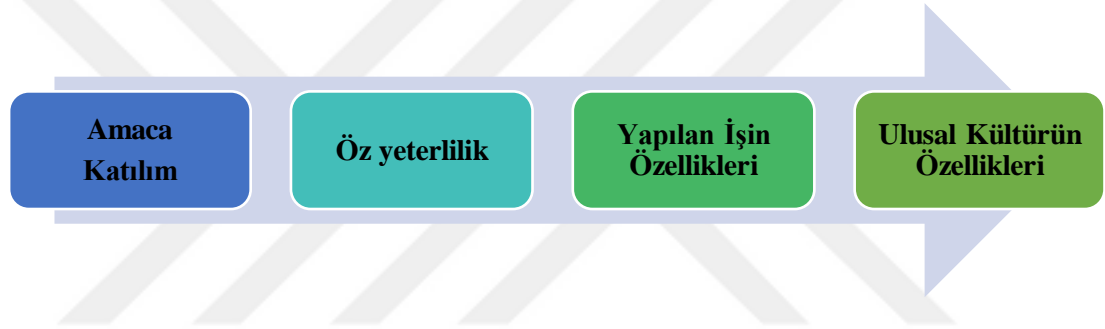 Amaca
Katılım
Öz yeterlilik
Yapılan İşin
Özellikleri
Ulusal Kültürün
Özellikleri